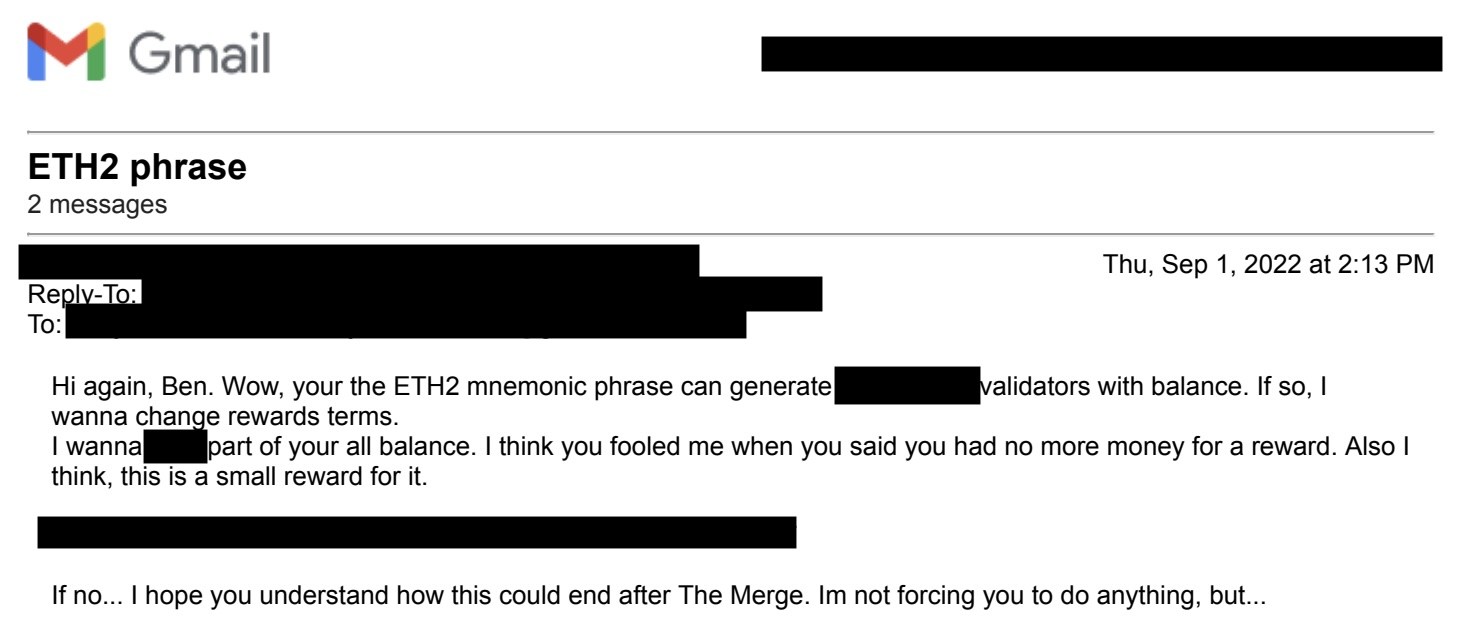 Gmail
ETH2 phrase
2 messages
Thu, Sep 1, 2022 at 2:13 PM
Reply-To:
To:
Hi again, Ben. Wow, your the ETH2 mnemonic phrase can generate validators with balance. If so, I
wanna change rewards terms.
I wanna part of your all balance. I think you fooled me when you said you had no more money for a reward. Also I
think, this is a small reward for it.
If no... I hope you understand how this could end after The Merge. Im not forcing you to do anything, but...